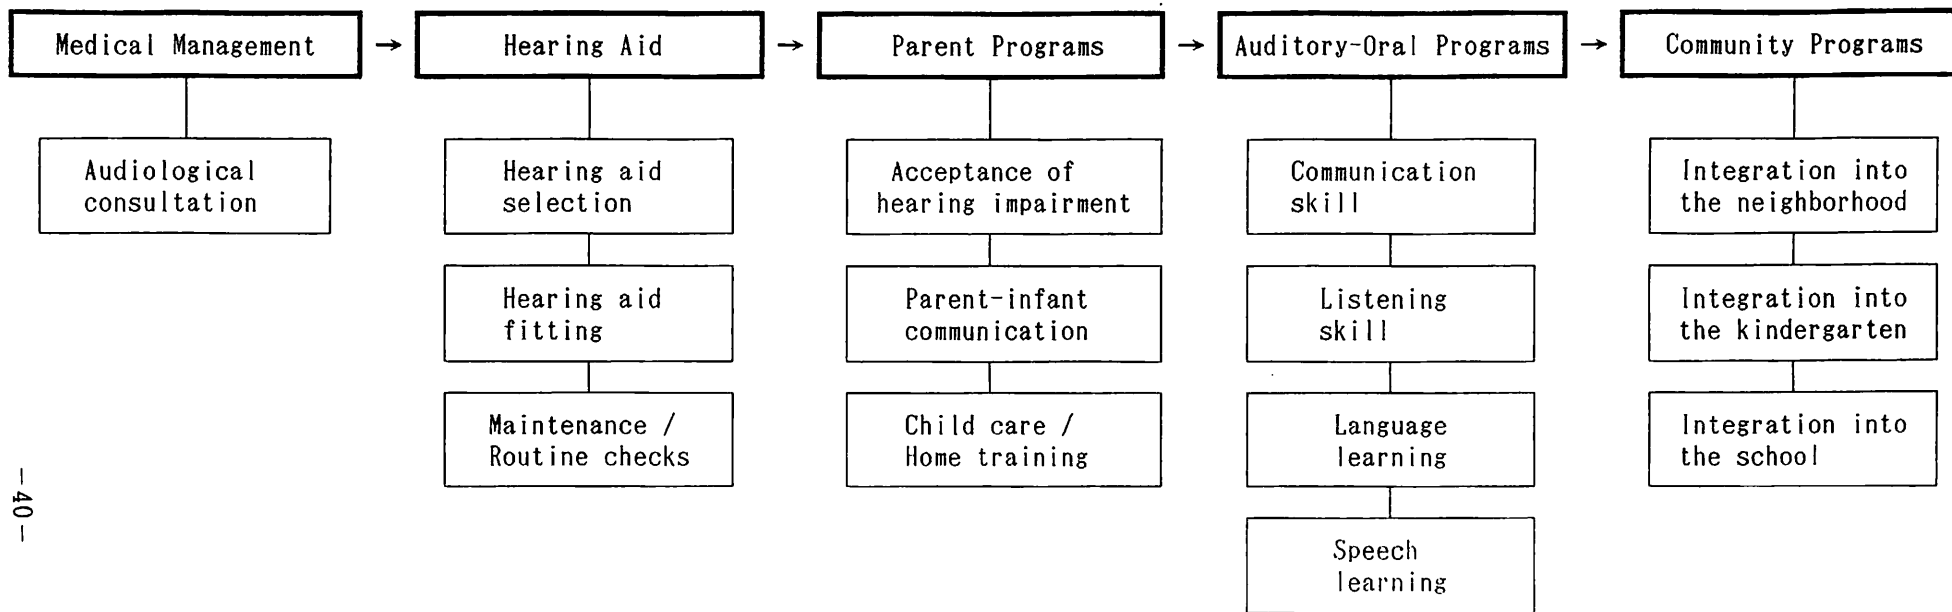 Medical Management → Hearing Aid → Parent Programs → Auditory-Oral Programs → Community Programs
Audiological
consultation
Hearing aid
selection
Hearing aid
fitting
Maintenance /
Routine checks
Acceptance of
hearing impairment
Parent-infant
communication
Child care /
Home training
Communication
skill
Listening
skill
Language
learning
Speech
learning
Integration into
the neighborhood
Integration into
the kindergarten
Integration into
the school
—40—